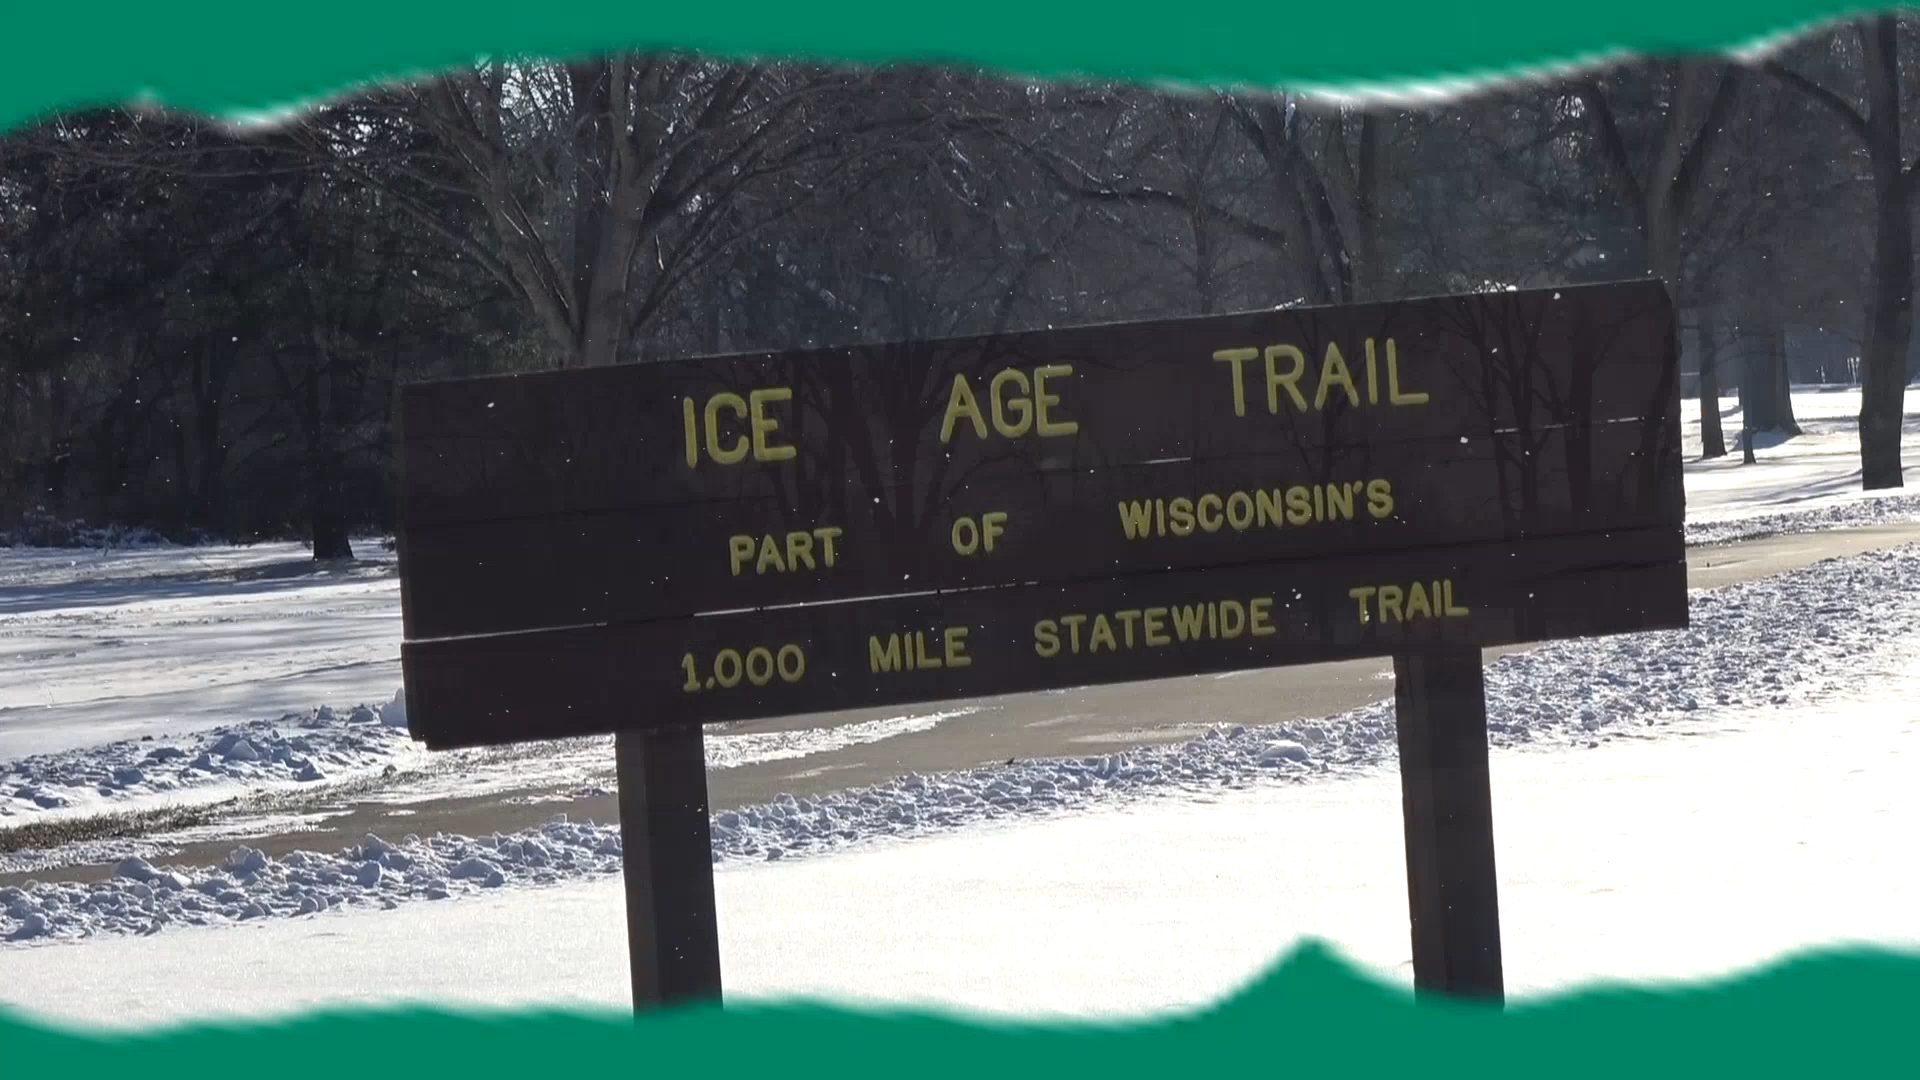 ICE AGE TRAIL
PART OF WISCONSIN'S
1,000 MILE STATEWIDE TRAIL